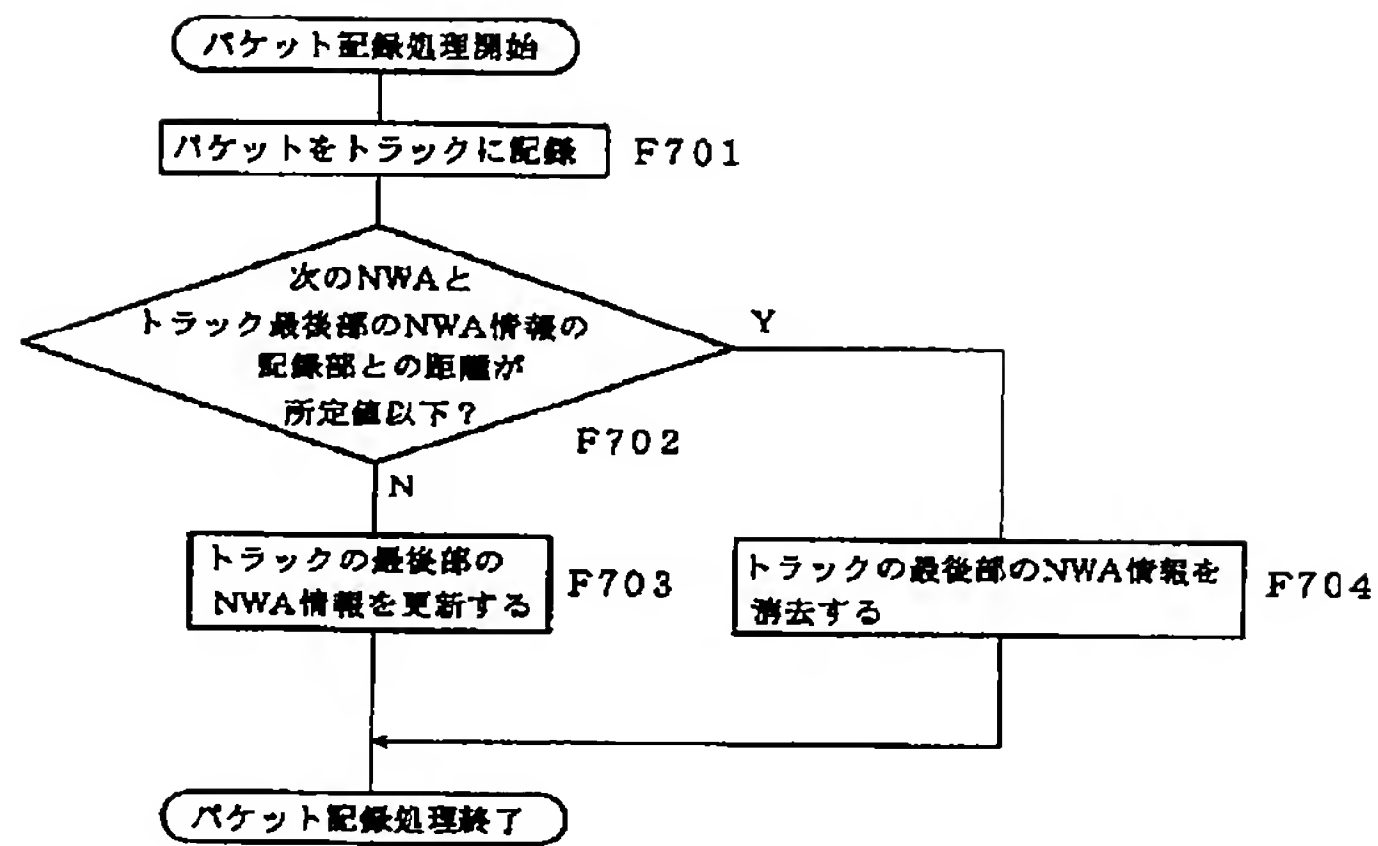 パケット記録処理開始
パケットをトラックに記録
F701
次のNWAと
トラック最後部のNWA情報の
記録部との距離が
所定値以下?
F702
Y
N
トラックの最後部の
NWA情報を更新する
F703
トラックの最後部のNWA情報を
消去する
F704
パケット記録処理終了